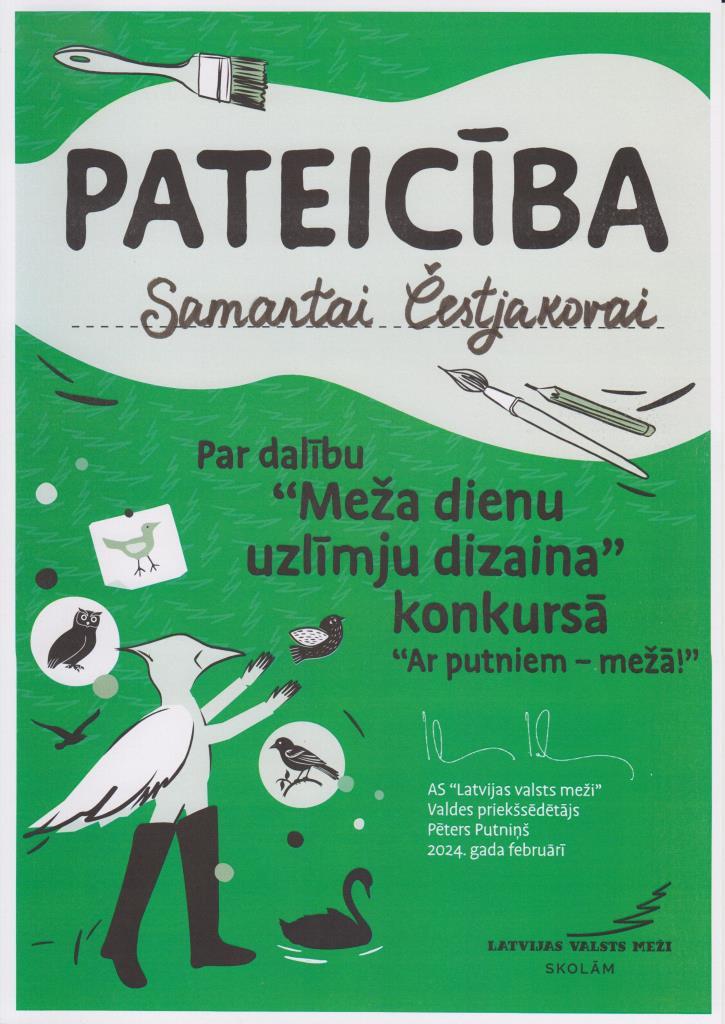 PATEICĪBA
Samantai Čestjakovai
Par dalību
“Meža dienu
uzlīmju dizaina”
konkursā
“Ar putniem – mežā!”
AS “Latvijas valsts meži”
Valdes priekšsēdētājs
Pēters Putniņš
2024. gada februārī
LATVIJAS VALSTS MEŽI
SKOLĀM